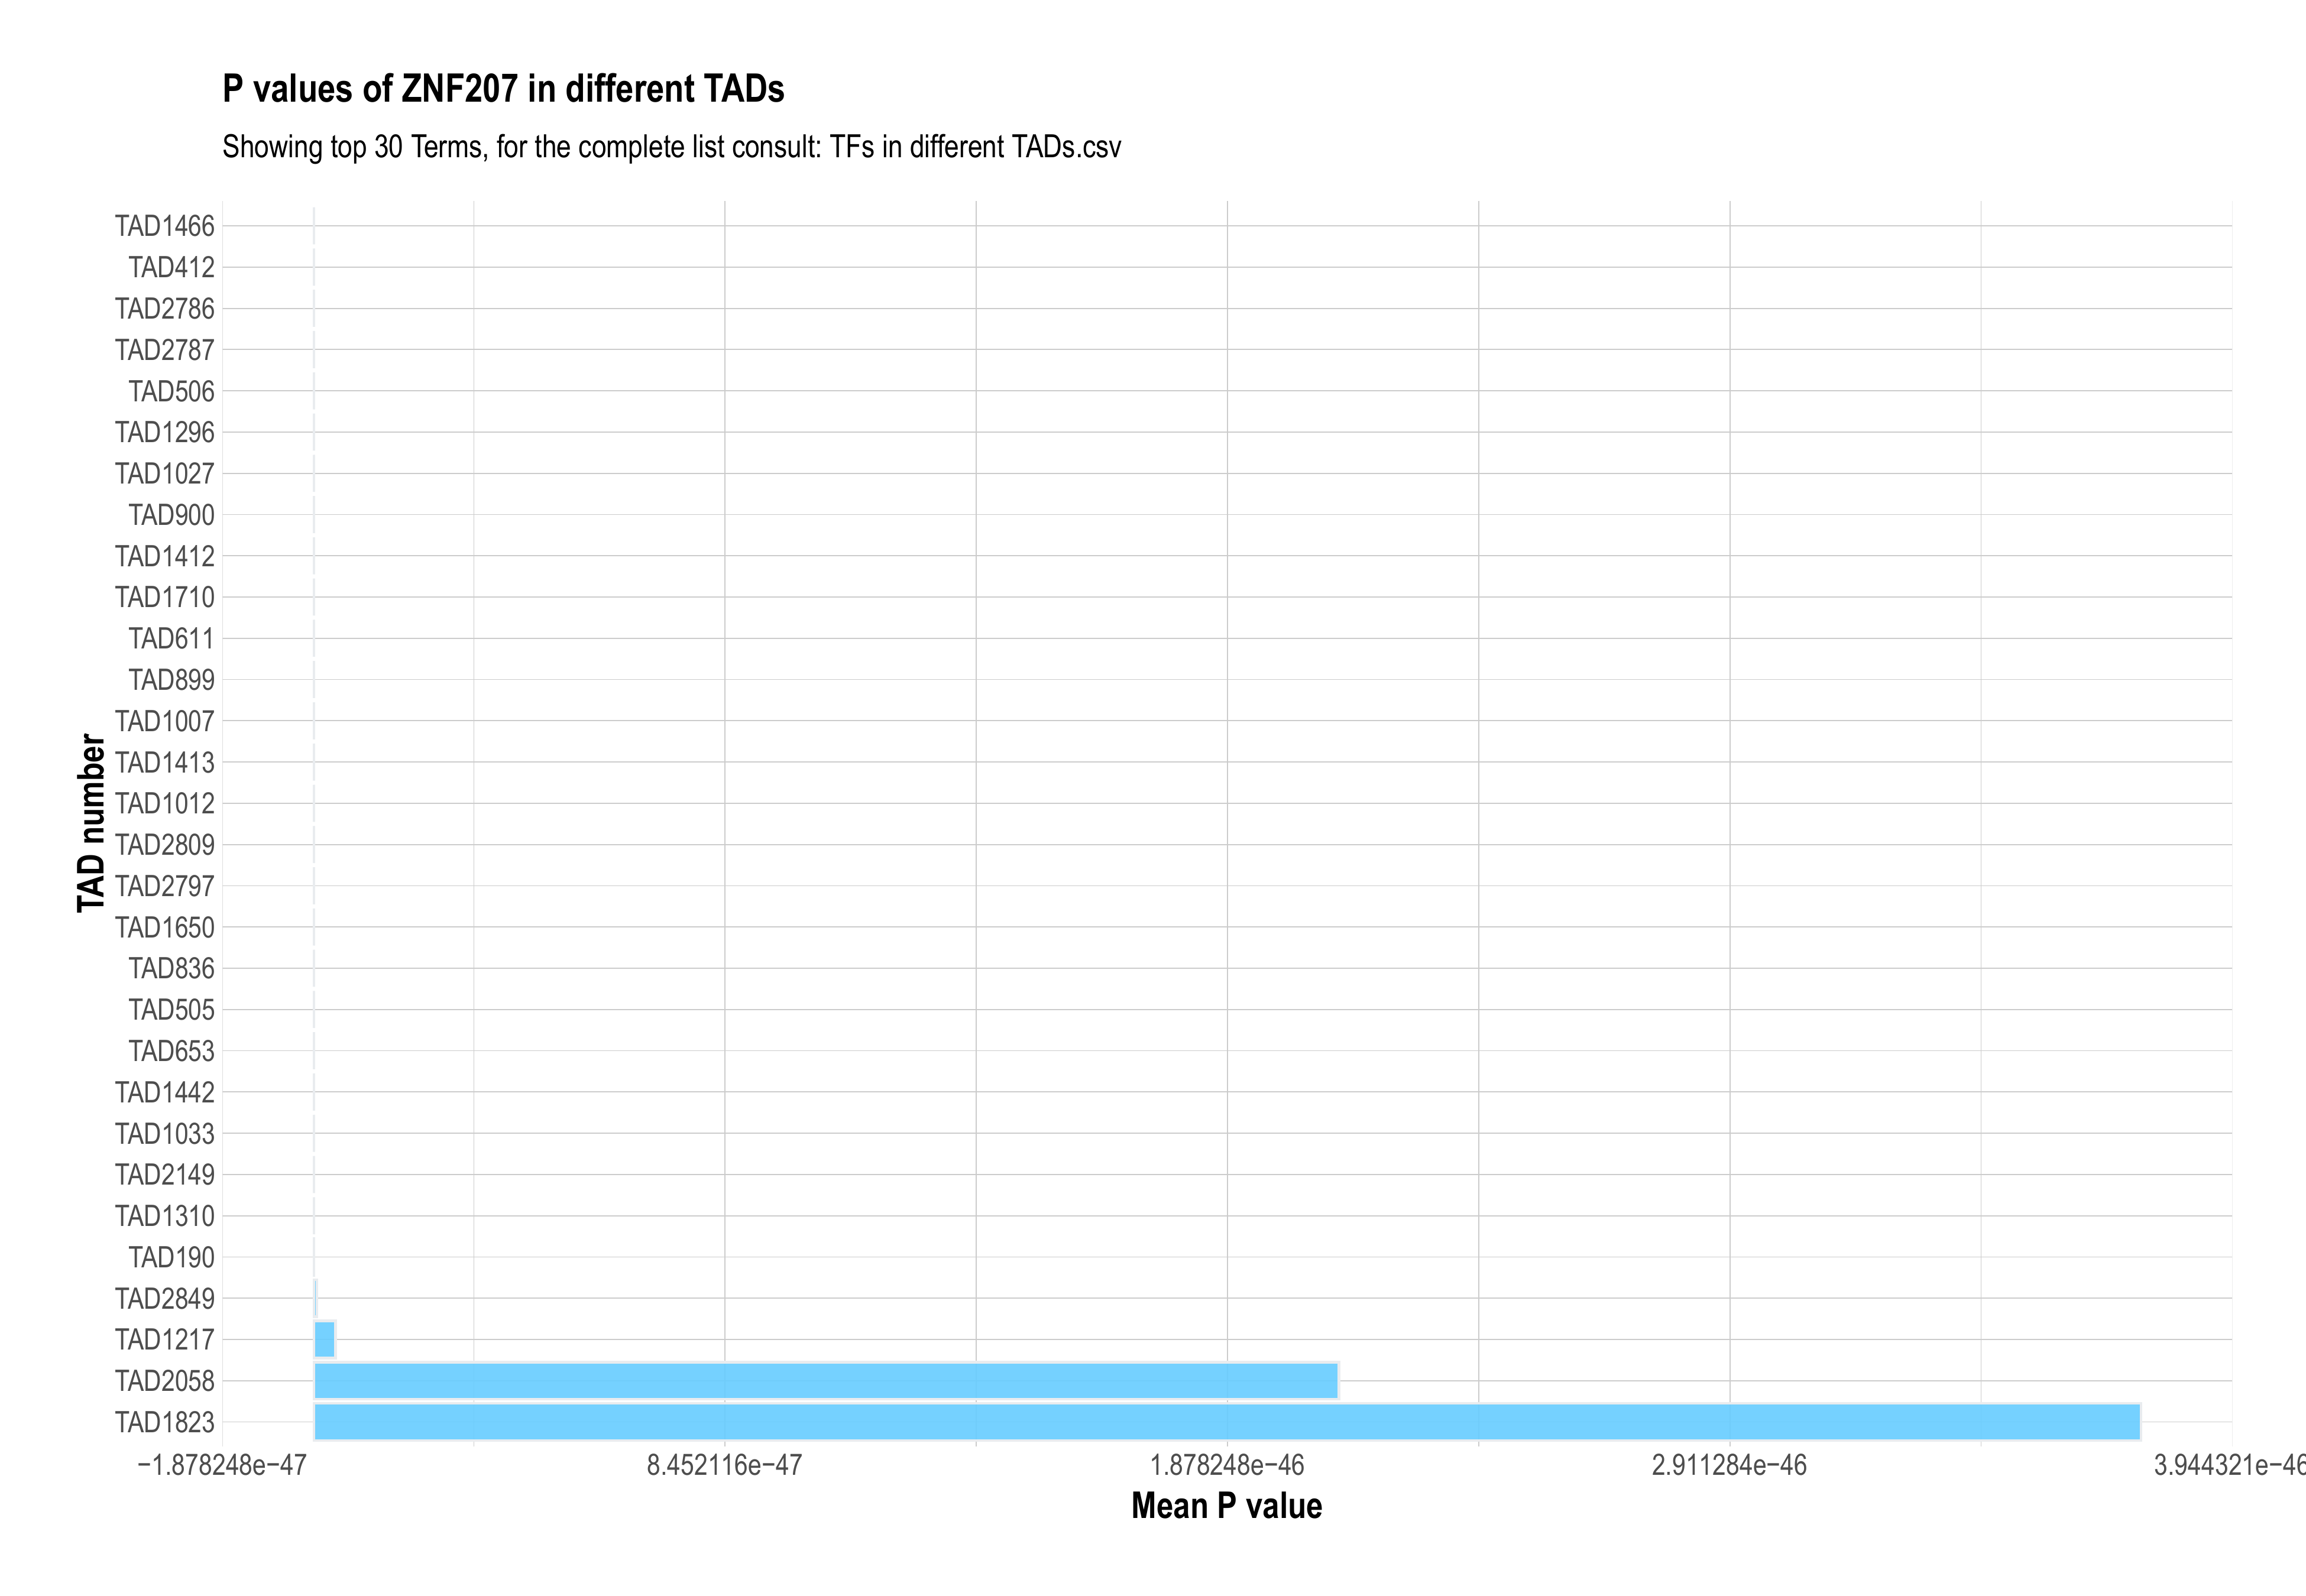 P values of ZNF207 in different TADs
Showing top 30 Terms, for the complete list consult: TFs in different TADs.csv
TAD1466
TAD412
TAD2786
TAD2787
TAD506
TAD1296
TAD1027
TAD900
TAD1412
TAD1710
TAD611
TAD899
TAD1007
TAD1413
TAD1012
TAD2809
TAD2797
TAD1650
TAD836
TAD505
TAD653
TAD1442
TAD1033
TAD2149
TAD1310
TAD190
TAD2849
TAD1217
TAD2058
TAD1823
TAD number
−1.878248e−47 8.452116e−47 1.878248e−46 2.911284e−46 3.944321e−46
Mean P value